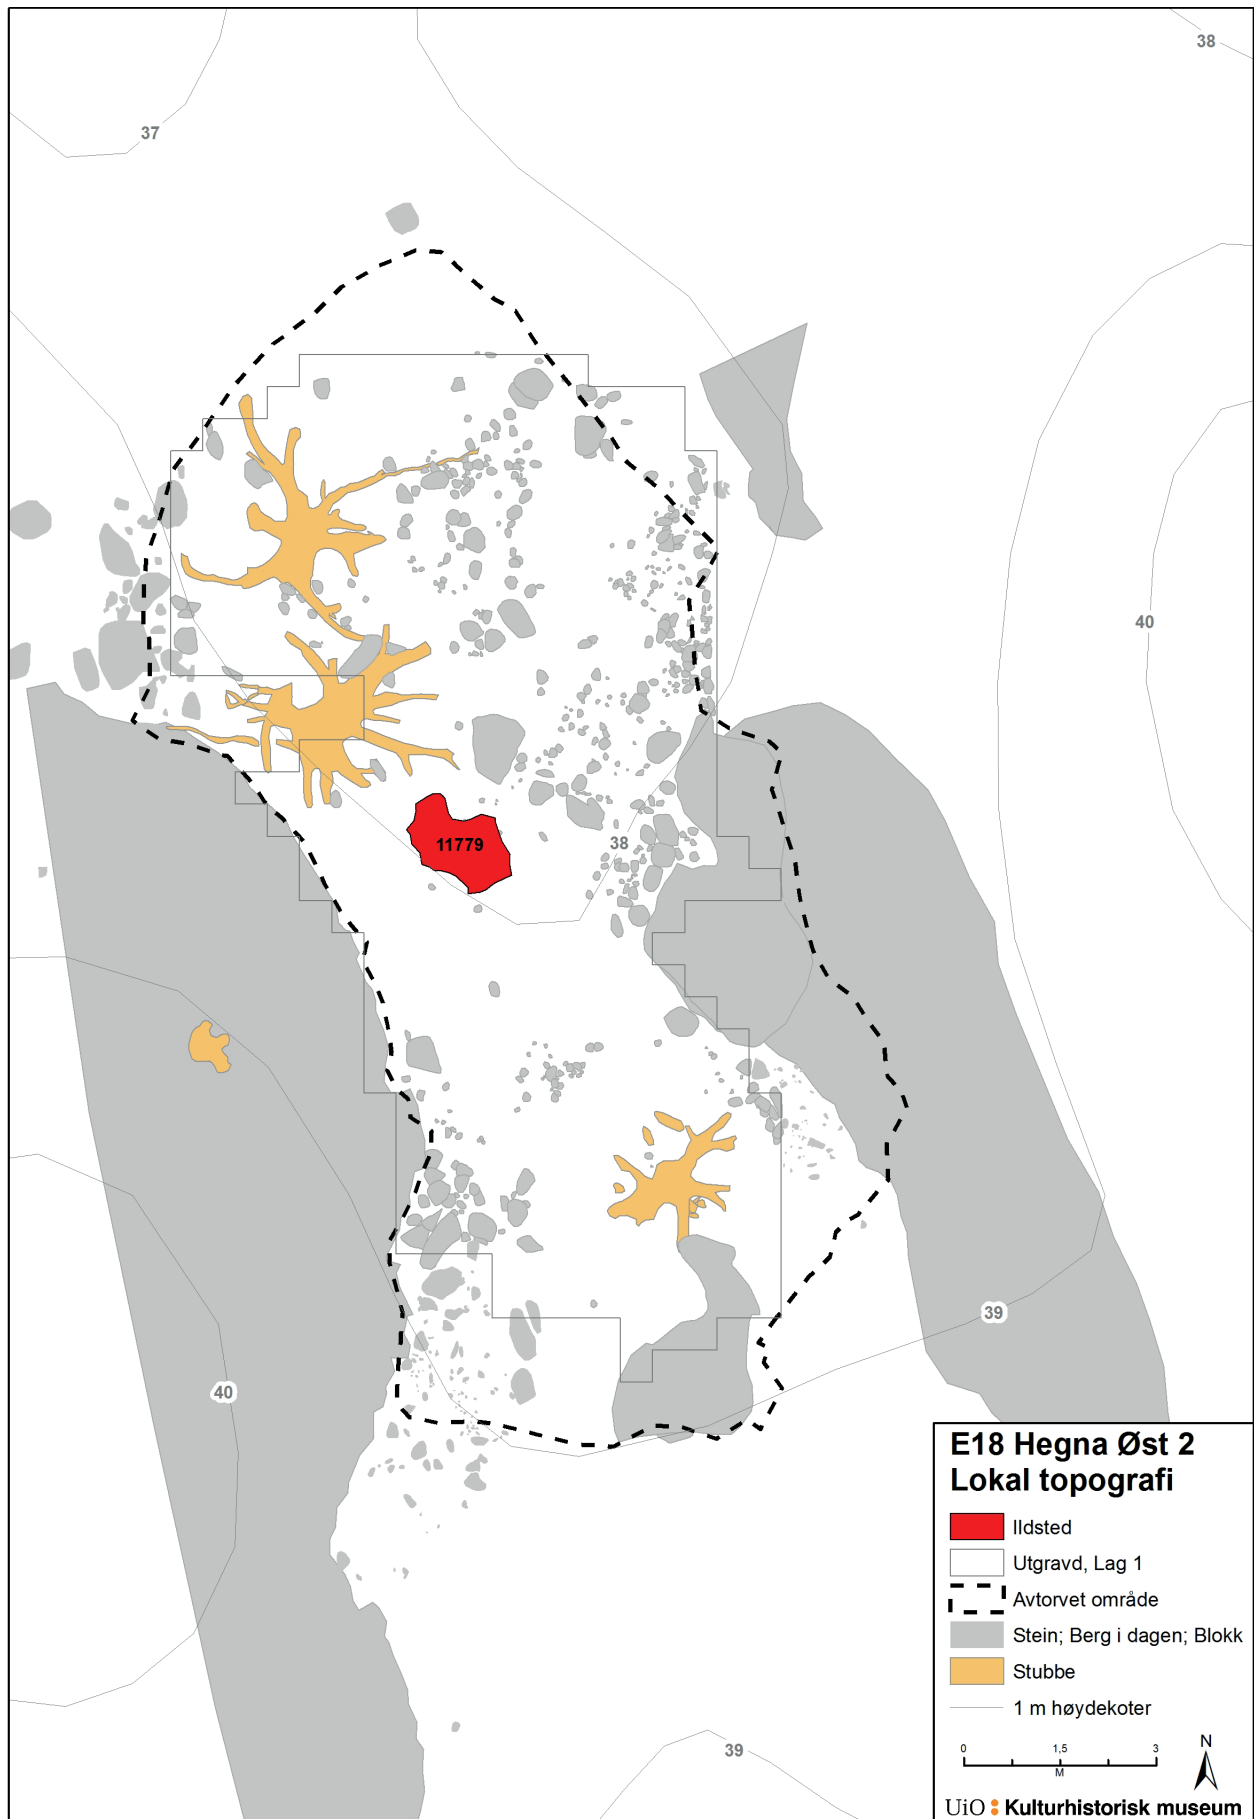 38
37
40
11779
38
39
40
39
E18 Hegna Øst 2
Lokal topografi
Ildsted
Utgravd, Lag 1
Avtorvet område
Stein; Berg i dagen; Blokk
Stubbe
1 m høydekoter
0 1,5 3
M
N
UiO Kulturhistorisk museum